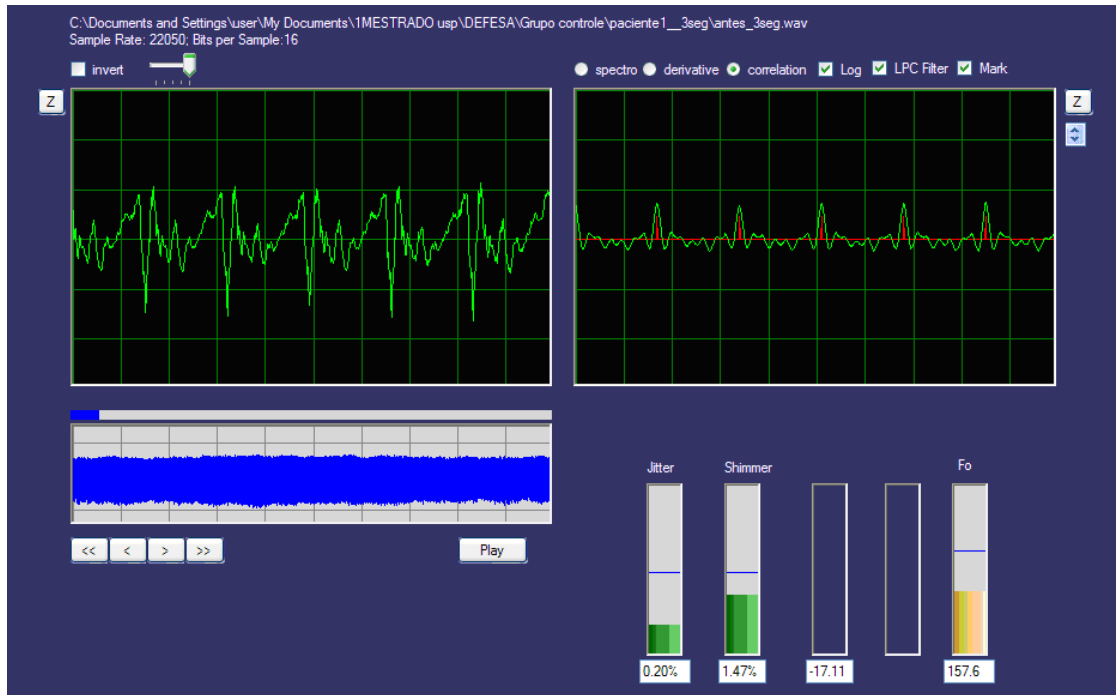 C:\Documents and Settings\user\My Documents\1MESTRADO usp\DEFESA\Grupo controle\paciente1__3seg\antes_3seg.wav
Sample Rate: 22050; Bits per Sample:16
invert
spectro derivative correlation Log LPC Filter Mark
Z
Z
Jitter Shimmer Fo
<< < > >> Play
0.20% 1.47% -17.11 157.6